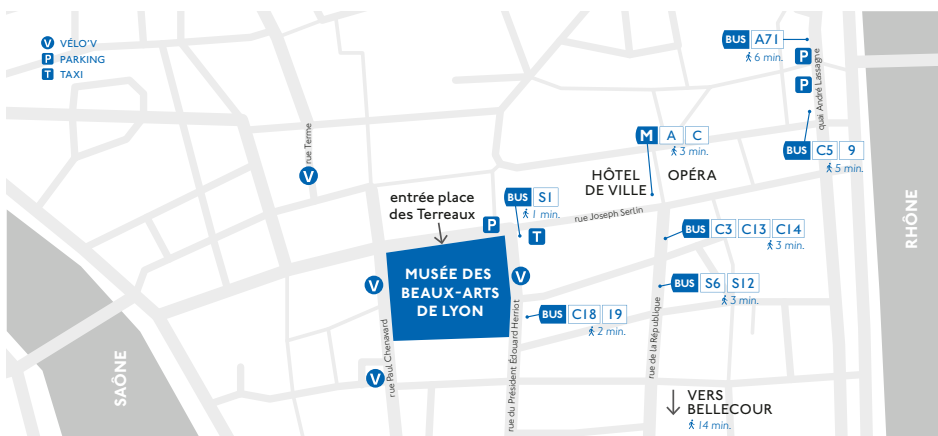 V VÉLO'V
P PARKING
T TAXI
BUS A71
6 min.
P
P
quai André Lassagne
BUS C5 9
5 min.
rue Terme
V
M A C
3 min.
HÔTEL
DE VILLE
OPÉRA
entrée place
des Terreaux
BUS S1
1 min.
P
T
rue Joseph Serlin
BUS C3 C13 C14
3 min.
RHÔNE
MUSÉE DES
BEAUX-ARTS
DE LYON
V
V
BUS S6 S12
3 min.
BUS C18 19
2 min.
rue Paul Chenavard
rue du Président Édouard Herriot
rue de la République
SAÔNE
V
VERS
BELLECOUR
14 min.